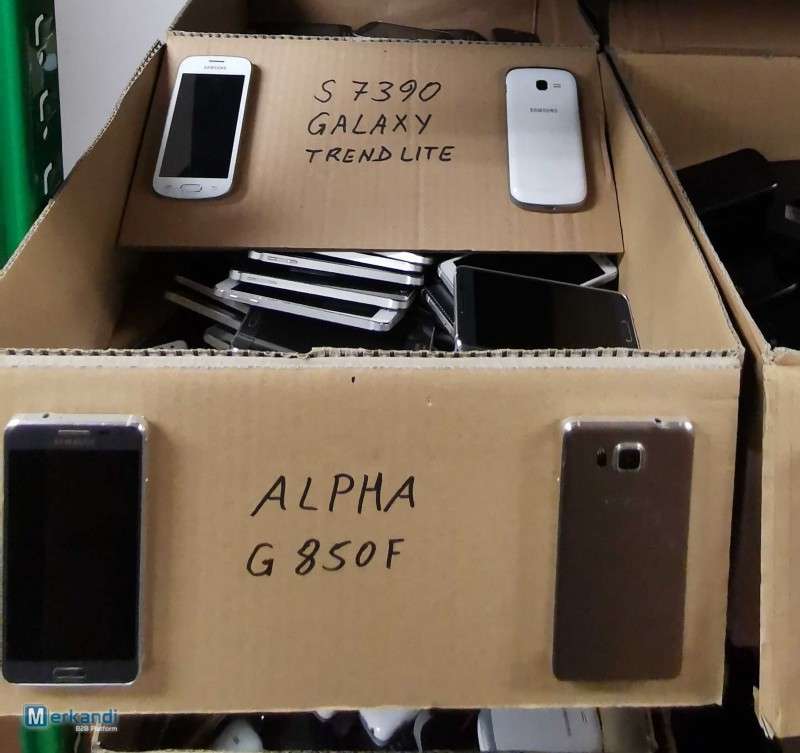 SAMSUNG
S 7390
GALAXY
TREND LITE
SAMSUNG
ALPHA
G 850F
SAMSUNG
Merkandi
B2B Platform